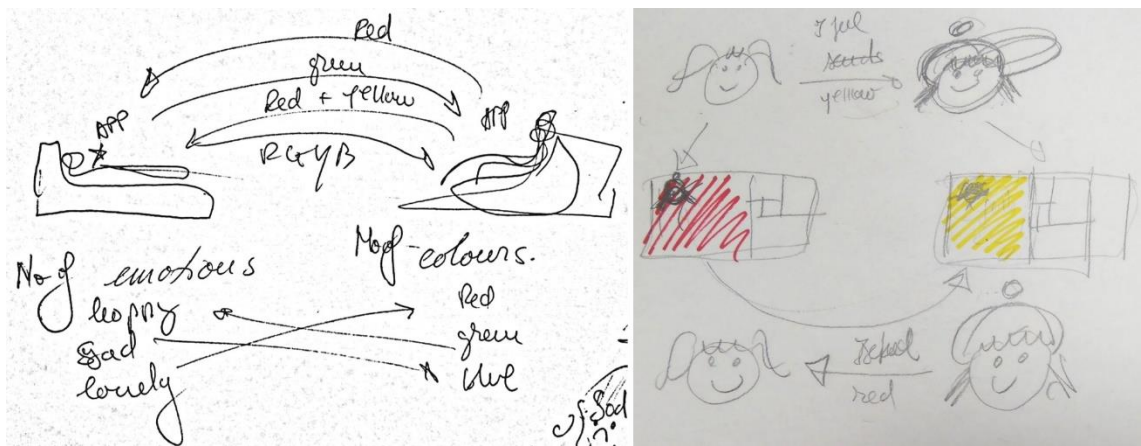 Red
green
Red + yellow
APP
APP
RGYB
No of emotions
No of colours.
happy
Red
Sad
green
lonely
blue
Sad
?
I feel
yellow
I feel
red